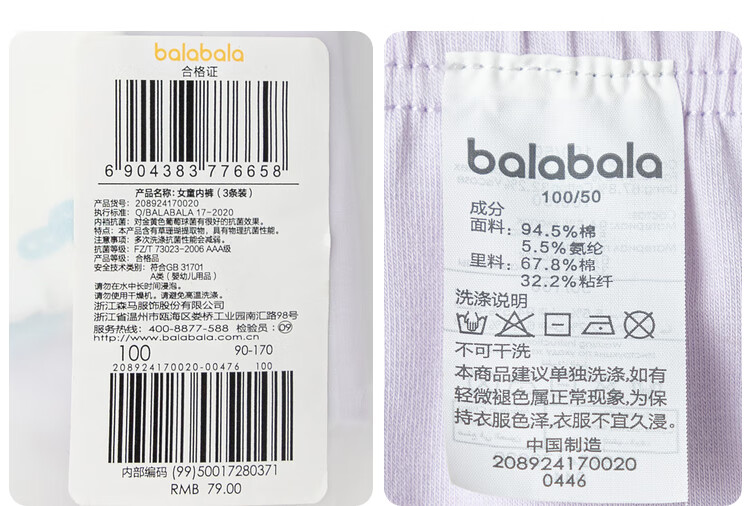 balabala
合格证
6 904383 776658
产品名称: 女童内裤 (3条装)
产品货号: 208924170020
执行标准: Q/BALABALA 17-2020
内裆抗菌: 对金黄色葡萄球菌有很好的抗菌效果。
特点: 本产品含有草珊瑚提取物, 具有物理抗菌性能。
注意事项: 多次洗涤抗菌性能会减弱。
抗菌等级: FZ/T 73023-2006 AAA级
产品等级: 合格品
安全技术类别: 符合GB 31701
A类 (婴幼儿用品)
请勿在水中长时间浸泡。
请勿使用干燥机。请避免高温洗涤。
浙江森马服饰股份有限公司
浙江省温州市瓯海区娄桥工业园南汇路98号
服务热线: 400-8877-588 检验员: 09
http://www.balabala.com.cn
100 90-170
208924170020-00476 100
内部编码 (99)50017280371
RMB 79.00
balabala
100/50
成分
面料: 94.5%棉
5.5%氨纶
里料: 67.8%棉
32.2%粘纤
洗涤说明
不可干洗
本商品建议单独洗涤,如有
轻微褪色属正常现象,为保
持衣服色泽,衣服不宜久浸。
中国制造
208924170020
0446